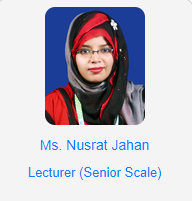 Ms. Nusrat Jahan
Lecturer (Senior Scale)